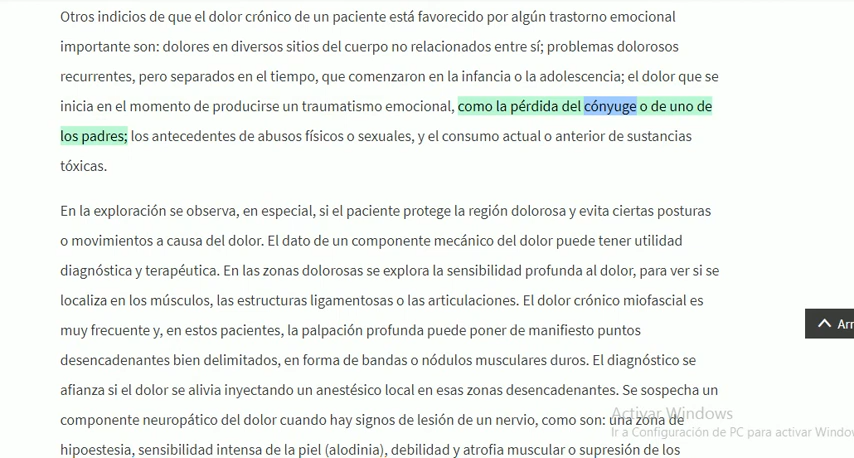 Otros indicios de que el dolor crónico de un paciente está favorecido por algún trastorno emocional
importante son: dolores en diversos sitios del cuerpo no relacionados entre sí; problemas dolorosos
recurrentes, pero separados en el tiempo, que comenzaron en la infancia o la adolescencia; el dolor que se
inicia en el momento de producirse un traumatismo emocional, como la pérdida del cónyuge o de uno de
los padres; los antecedentes de abusos físicos o sexuales, y el consumo actual o anterior de sustancias
tóxicas.
En la exploración se observa, en especial, si el paciente protege la región dolorosa y evita ciertas posturas
o movimientos a causa del dolor. El dato de un componente mecánico del dolor puede tener utilidad
diagnóstica y terapéutica. En las zonas dolorosas se explora la sensibilidad profunda al dolor, para ver si se
localiza en los músculos, las estructuras ligamentosas o las articulaciones. El dolor crónico miofascial es
muy frecuente y, en estos pacientes, la palpación profunda puede poner de manifiesto puntos
desencadenantes bien delimitados, en forma de bandas o nódulos musculares duros. El diagnóstico se
afianza si el dolor se alivia inyectando un anestésico local en esas zonas desencadenantes. Se sospecha un
componente neuropático del dolor cuando hay signos de lesión de un nervio, como son: una zona de
hipoestesia, sensibilidad intensa de la piel (alodinia), debilidad y atrofia muscular o supresión de los
Arr
Activar Windows
Ir a Configuración de PC para activar Windo